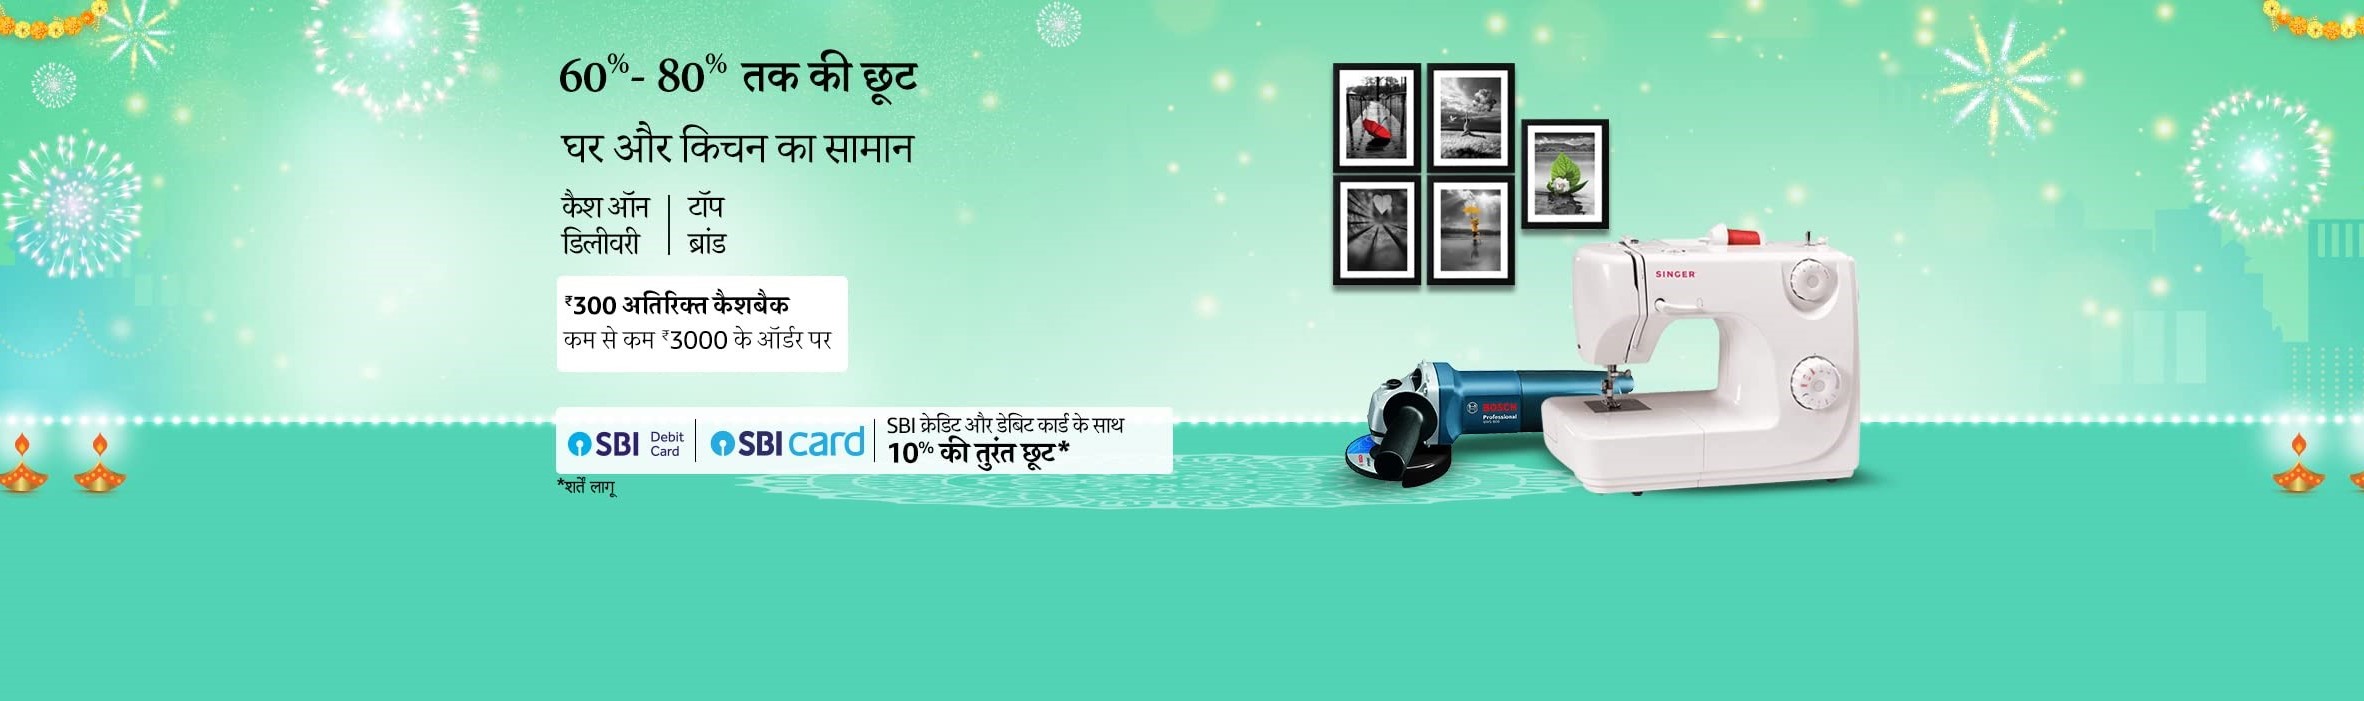 60%- 80% तक की छूट
घर और किचन का सामान
कैश ऑन
डिलीवरी
टॉप
ब्रांड
₹300 अतिरिक्त कैशबैक
कम से कम ₹3000 के ऑर्डर पर
SBI Debit Card
SBI card
SBI क्रेडिट और डेबिट कार्ड के साथ
10% की तुरंत छूट*
*शर्तें लागू
SINGER
BOSCH
Professional